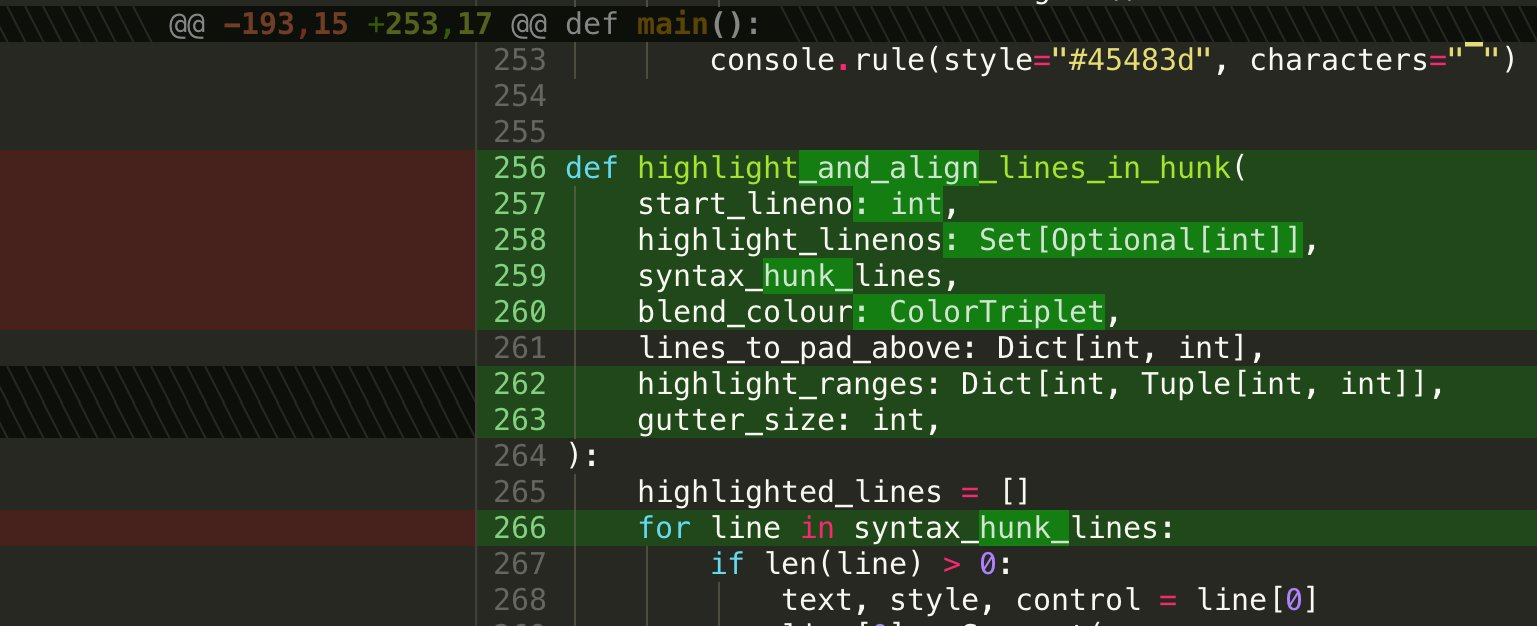 @@ -193,15 +253,17 @@ def main():
253 console.rule(style="#45483d", characters="▔")
254
255
256 def highlight_and_align_lines_in_hunk(
257 start_lineno: int,
258 highlight_linenos: Set[Optional[int]],
259 syntax_hunk_lines,
260 blend_colour: ColorTriplet,
261 lines_to_pad_above: Dict[int, int],
262 highlight_ranges: Dict[int, Tuple[int, int]],
263 gutter_size: int,
264 ):
265 highlighted_lines = []
266 for line in syntax_hunk_lines:
267 if len(line) > 0:
268 text, style, control = line[0]